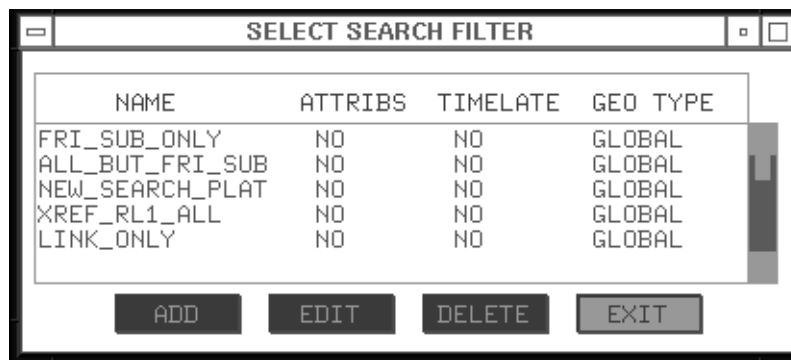 SELECT SEARCH FILTER
NAME ATTRIBS TIMELATE GEO TYPE
FRI_SUB_ONLY NO NO GLOBAL
ALL_BUT_FRI_SUB NO NO GLOBAL
NEW_SEARCH_PLAT NO NO GLOBAL
XREF_RL1_ALL NO NO GLOBAL
LINK_ONLY NO NO GLOBAL
ADD EDIT DELETE EXIT